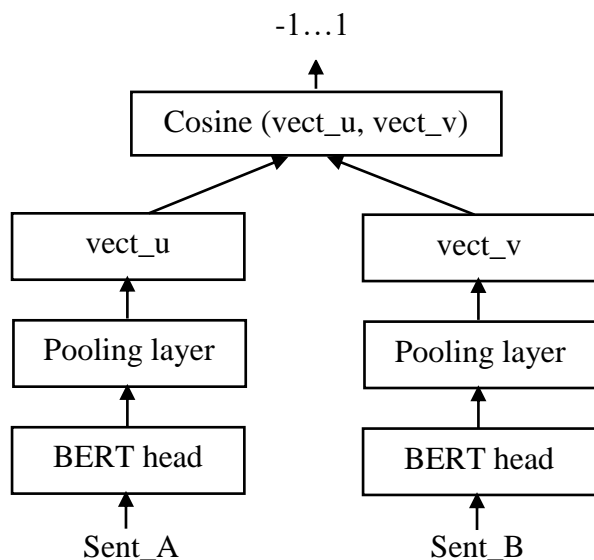 -1…1
Cosine (vect_u, vect_v)
vect_u
vect_v
Pooling layer
Pooling layer
BERT head
BERT head
Sent_A
Sent_B